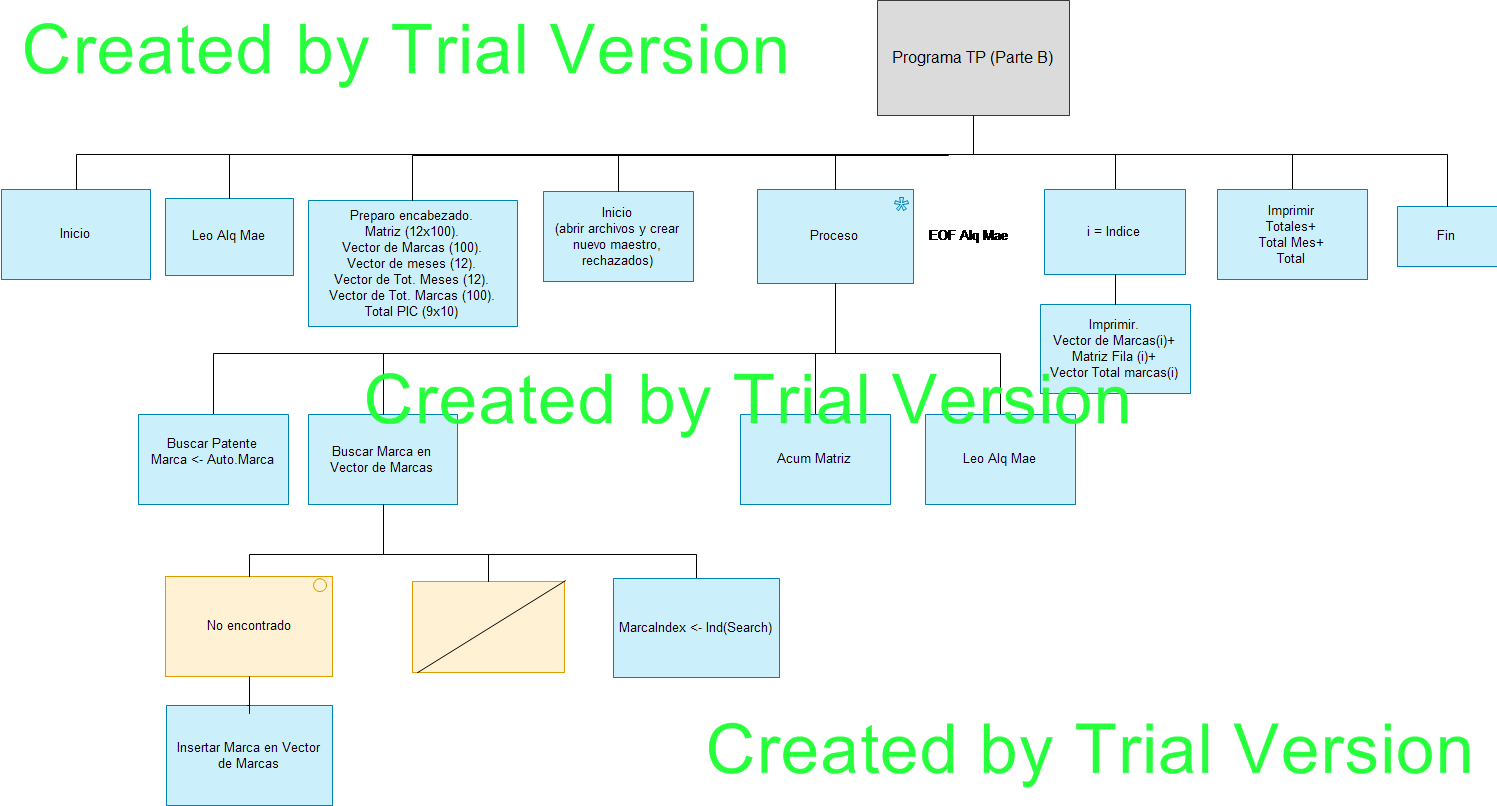 Created by Trial Version
Programa TP (Parte B)
Inicio
Leo Alq Mae
Preparo encabezado.
Matriz (12x100).
Vector de Marcas (100).
Vector de meses (12).
Vector de Tot. Meses (12).
Vector de Tot. Marcas (100).
Total PIC (9x10)
Inicio
(abrir archivos y crear
nuevo maestro,
rechazados)
Proceso
EOF Alq Mae
i = Indice
Imprimir
Totales+
Total Mes+
Total
Fin
Imprimir.
Vector de Marcas(i)+
Matriz Fila (i)+
Vector Total marcas(i)
Created by Trial Version
Buscar Patente
Marca <- Auto.Marca
Buscar Marca en
Vector de Marcas
Acum Matriz
Leo Alq Mae
No encontrado
MarcaIndex <- Ind(Search)
Insertar Marca en Vector
de Marcas
Created by Trial Version